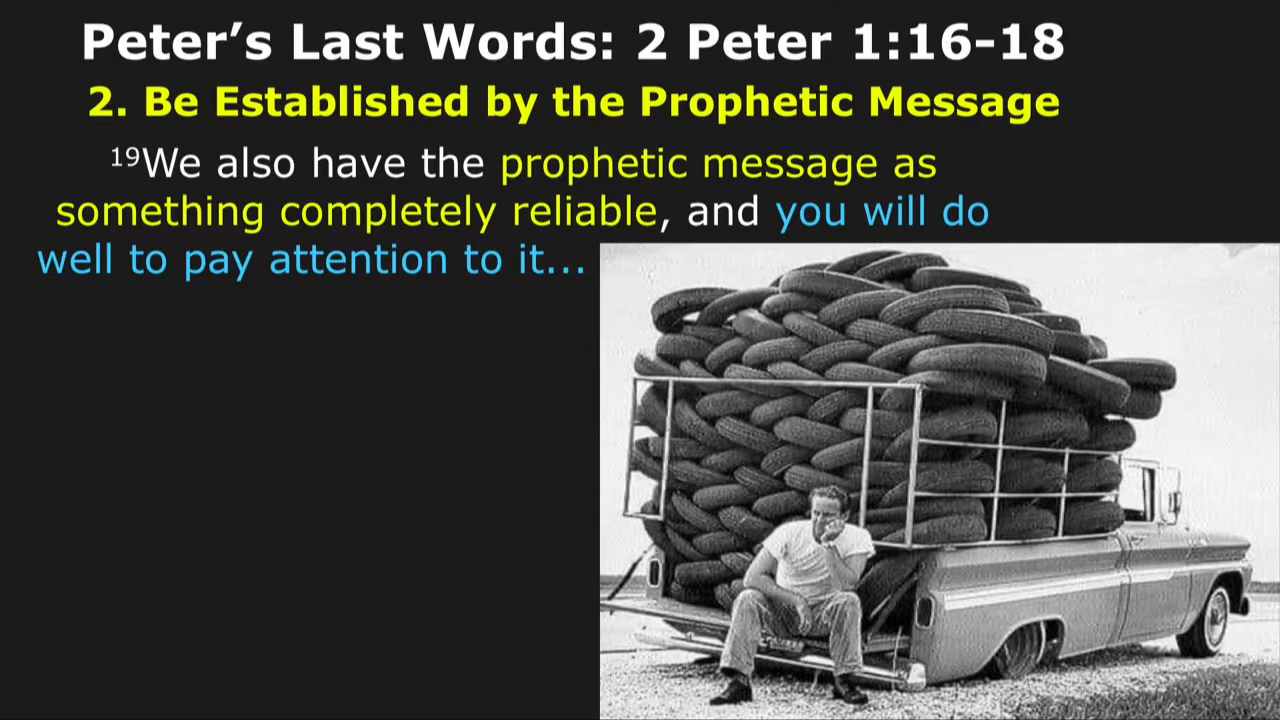 Peter’s Last Words: 2 Peter 1:16-18
2. Be Established by the Prophetic Message
¹⁹We also have the prophetic message as
something completely reliable, and you will do
well to pay attention to it...